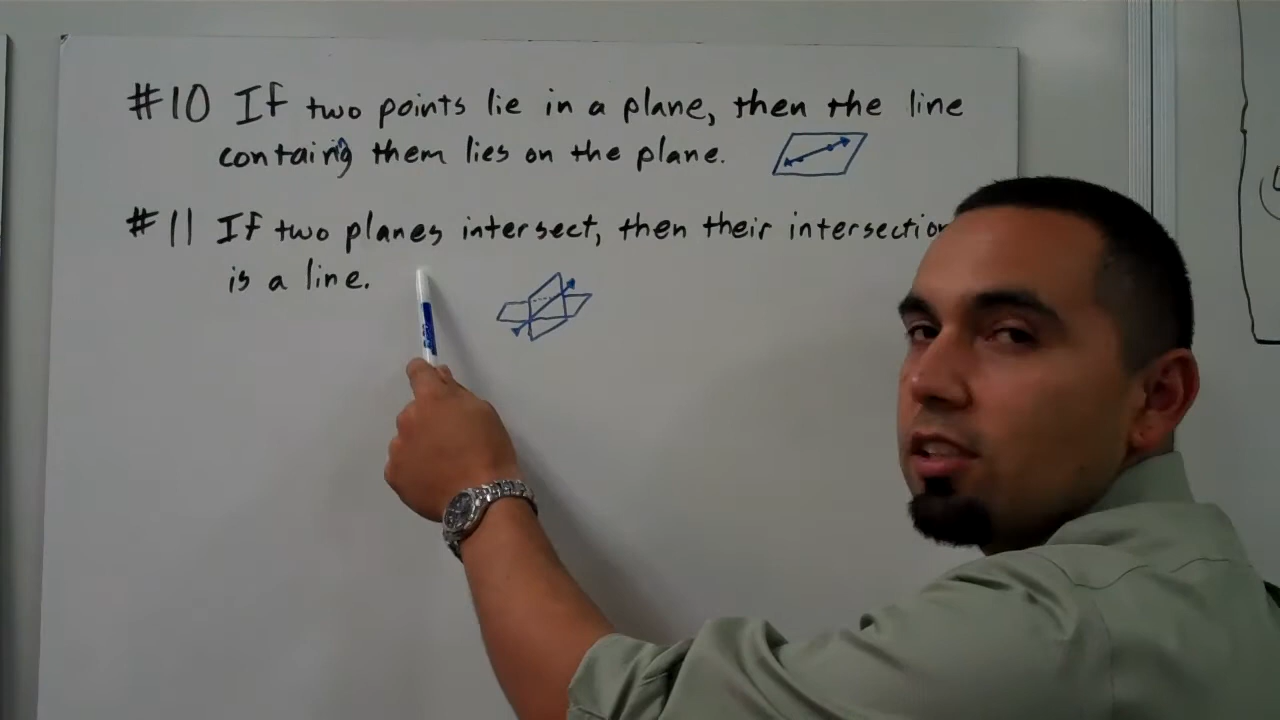 #10 If two points lie in a plane, then the line
containing them lies on the plane.
#11 If two planes intersect, then their intersection
is a line.